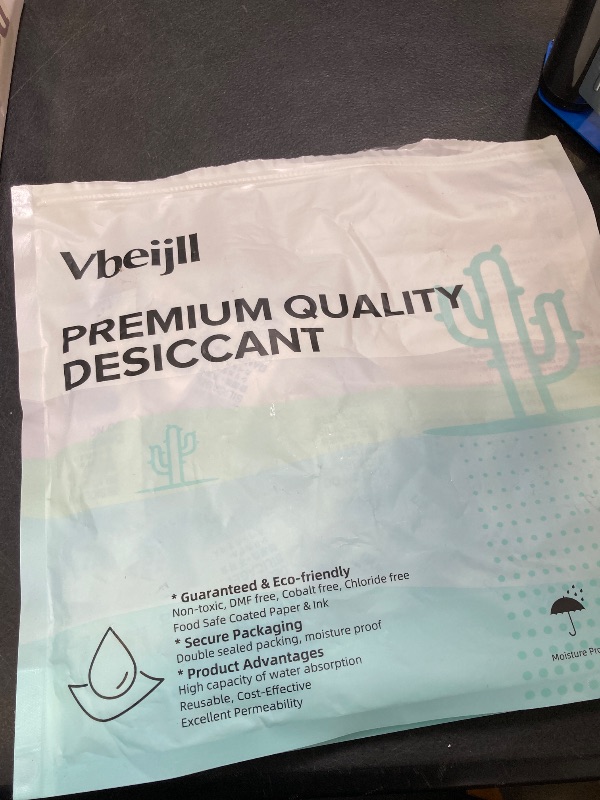 Vbeijll
PREMIUM QUALITY
DESICCANT
* Guaranteed & Eco-friendly
Non-toxic, DMF free, Cobalt free, Chloride free
Food Safe Coated Paper & Ink
* Secure Packaging
Double sealed packing, moisture proof
* Product Advantages
High capacity of water absorption
Reusable, Cost-Effective
Excellent Permeability
Moisture